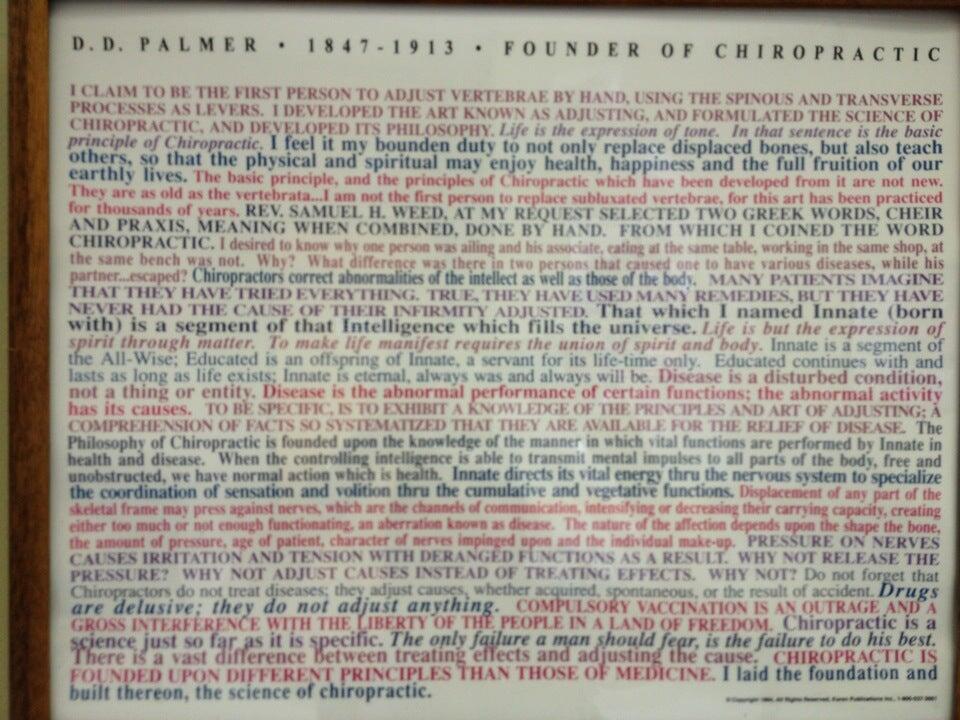 D.D. PALMER • 1847-1913 • FOUNDER OF CHIROPRACTIC
I CLAIM TO BE THE FIRST PERSON TO ADJUST VERTEBRAE BY HAND, USING THE SPINOUS AND TRANSVERSE
PROCESSES AS LEVERS. I DEVELOPED THE ART KNOWN AS ADJUSTING, AND FORMULATED THE SCIENCE OF
CHIROPRACTIC, AND DEVELOPED ITS PHILOSOPHY. Life is the expression of tone. In that sentence is the basic
principle of Chiropractic. I feel it my bounden duty to not only replace displaced bones, but also teach
others, so that the physical and spiritual may enjoy health, happiness and the full fruition of our
earthly lives. The basic principle, and the principles of Chiropractic which have been developed from it are not new.
They are as old as the vertebrata...I am not the first person to replace subluxated vertebrae, for this art has been practiced
for thousands of years. REV. SAMUEL H. WEED, AT MY REQUEST SELECTED TWO GREEK WORDS, CHEIR
AND PRAXIS, MEANING WHEN COMBINED, DONE BY HAND. FROM WHICH I COINED THE WORD
CHIROPRACTIC. I desired to know why one person was ailing and his associate, eating at the same table, working in the same shop, at
the same bench was not. Why? What difference was there in two persons that caused one to have various diseases, while his
partner...escaped? Chiropractors correct abnormalities of the intellect as well as those of the body. MANY PATIENTS IMAGINE
THAT THEY HAVE TRIED EVERYTHING. TRUE, THEY HAVE USED MANY REMEDIES, BUT THEY HAVE
NEVER HAD THE CAUSE OF THEIR INFIRMITY ADJUSTED. That which I named Innate (born
with) is a segment of that Intelligence which fills the universe. Life is but the expression of
spirit through matter. To make life manifest requires the union of spirit and body. Innate is a segment of
the All-Wise; Educated is an offspring of Innate, a servant for its life-time only. Educated continues with and
lasts as long as life exists; Innate is eternal, always was and always will be. Disease is a disturbed condition,
not a thing or entity. Disease is the abnormal performance of certain functions; the abnormal activity
has its causes. TO BE SPECIFIC, IS TO EXHIBIT A KNOWLEDGE OF THE PRINCIPLES AND ART OF ADJUSTING; A
COMPREHENSION OF FACTS SO SYSTEMATIZED THAT THEY ARE AVAILABLE FOR THE RELIEF OF DISEASE. The
Philosophy of Chiropractic is founded upon the knowledge of the manner in which vital functions are performed by Innate in
health and disease. When the controlling intelligence is able to transmit mental impulses to all parts of the body, free and
unobstructed, we have normal action which is health. Innate directs its vital energy thru the nervous system to specialize
the coordination of sensation and volition thru the cumulative and vegetative functions. Displacement of any part of the
skeletal frame may press against nerves, which are the channels of communication, intensifying or decreasing their carrying capacity, creating
either too much or not enough functionating, an aberration known as disease. The nature of the affection depends upon the shape the bone,
the amount of pressure, age of patient, character of nerves impinged upon and the individual make-up. PRESSURE ON NERVES
CAUSES IRRITATION AND TENSION WITH DERANGED FUNCTIONS AS A RESULT. WHY NOT RELEASE THE
PRESSURE? WHY NOT ADJUST CAUSES INSTEAD OF TREATING EFFECTS. WHY NOT? Do not forget that
Chiropractors do not treat diseases; they adjust causes, whether acquired, spontaneous, or the result of accident. Drugs
are delusive; they do not adjust anything. COMPULSORY VACCINATION IS AN OUTRAGE AND A
GROSS INTERFERENCE WITH THE LIBERTY OF THE PEOPLE IN A LAND OF FREEDOM. Chiropractic is a
science just so far as it is specific. The only failure a man should fear, is the failure to do his best.
There is a vast difference between treating effects and adjusting the cause. CHIROPRACTIC IS
FOUNDED UPON DIFFERENT PRINCIPLES THAN THOSE OF MEDICINE. I laid the foundation and
built thereon, the science of chiropractic.
All Rights Reserved,